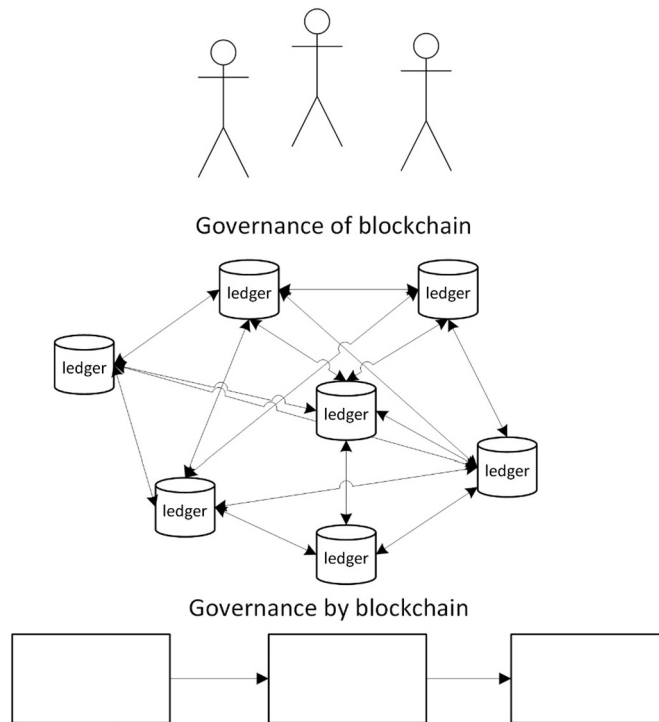 Governance of blockchain
ledger
ledger
ledger
ledger
ledger
ledger
ledger
Governance by blockchain